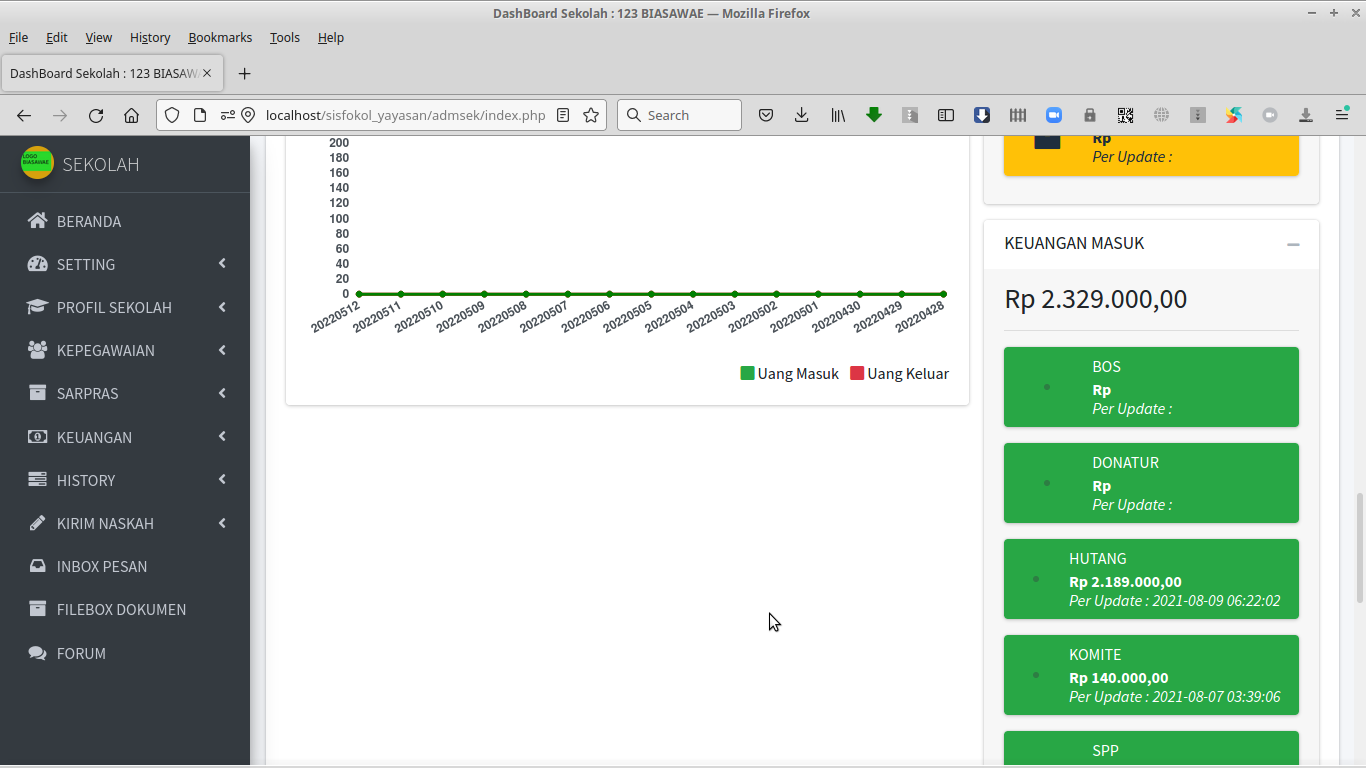 DashBoard Sekolah : 123 BIASAWAE — Mozilla Firefox
File Edit View History Bookmarks Tools Help
DashBoard Sekolah : 123 BIASAW
localhost/sisfokol_yayasan/admsek/index.php
Search
LOGO
BIASAWAE
SEKOLAH
BERANDA
SETTING
PROFIL SEKOLAH
KEPEGAWAIAN
SARPRAS
KEUANGAN
HISTORY
KIRIM NASKAH
INBOX PESAN
FILEBOX DOKUMEN
FORUM
200
180
160
140
120
100
80
60
40
20
0
20220512 20220511 20220510 20220509 20220508 20220507 20220506 20220505 20220504 20220503 20220502 20220501 20220430 20220429 20220428
Uang Masuk Uang Keluar
Rp
Per Update :
KEUANGAN MASUK
Rp 2.329.000,00
BOS
Rp
Per Update :
DONATUR
Rp
Per Update :
HUTANG
Rp 2.189.000,00
Per Update : 2021-08-09 06:22:02
KOMITE
Rp 140.000,00
Per Update : 2021-08-07 03:39:06
SPP